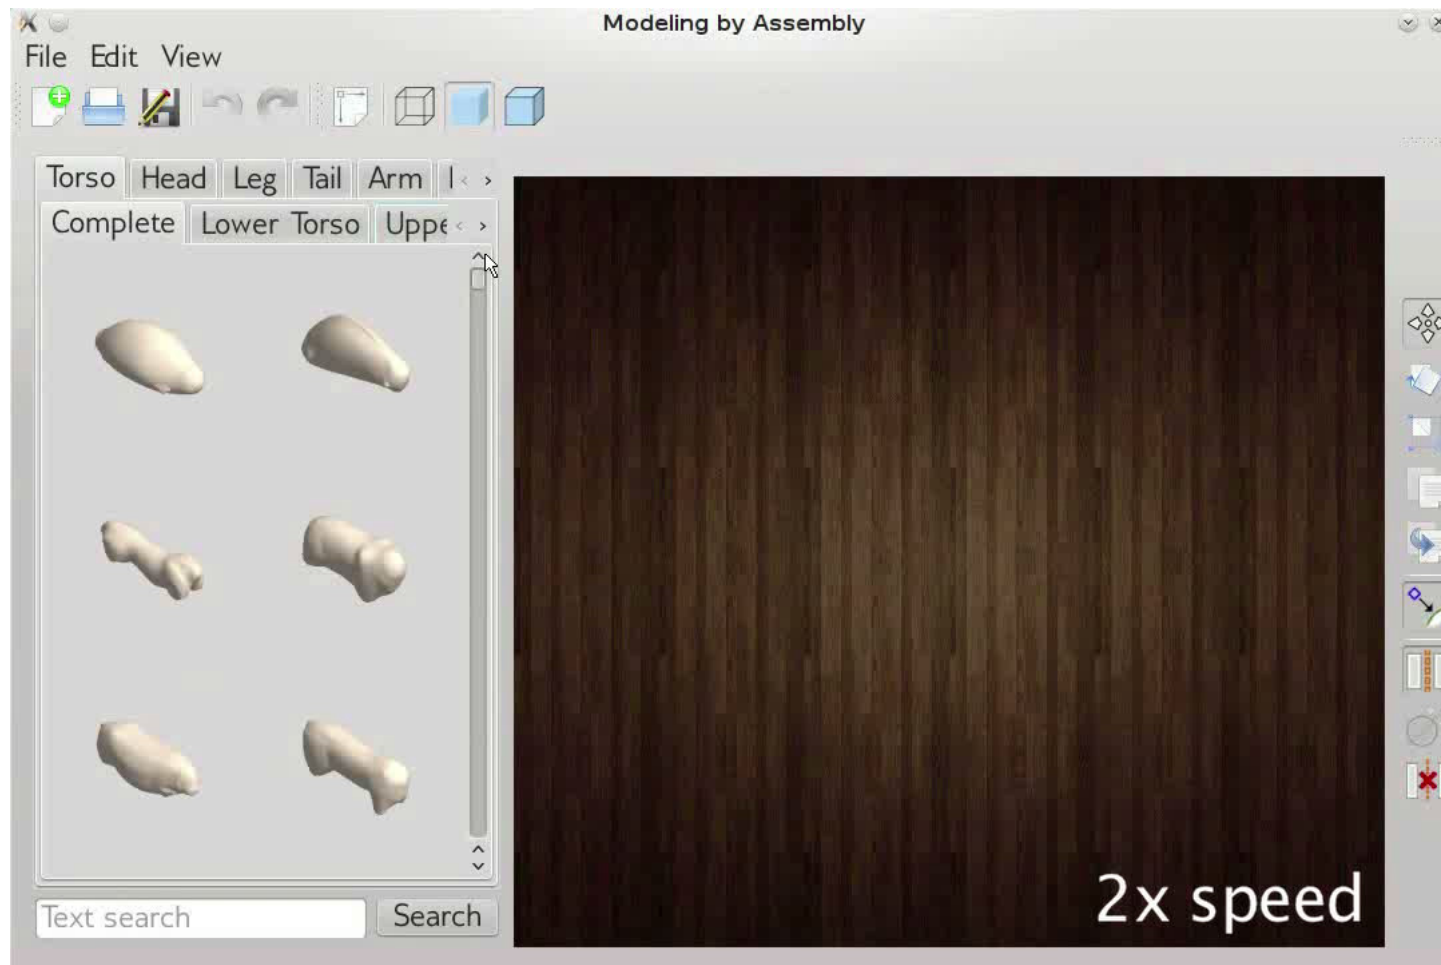 Modeling by Assembly
File Edit View
Torso Head Leg Tail Arm
Complete Lower Torso Uppe
Text search Search
2x speed